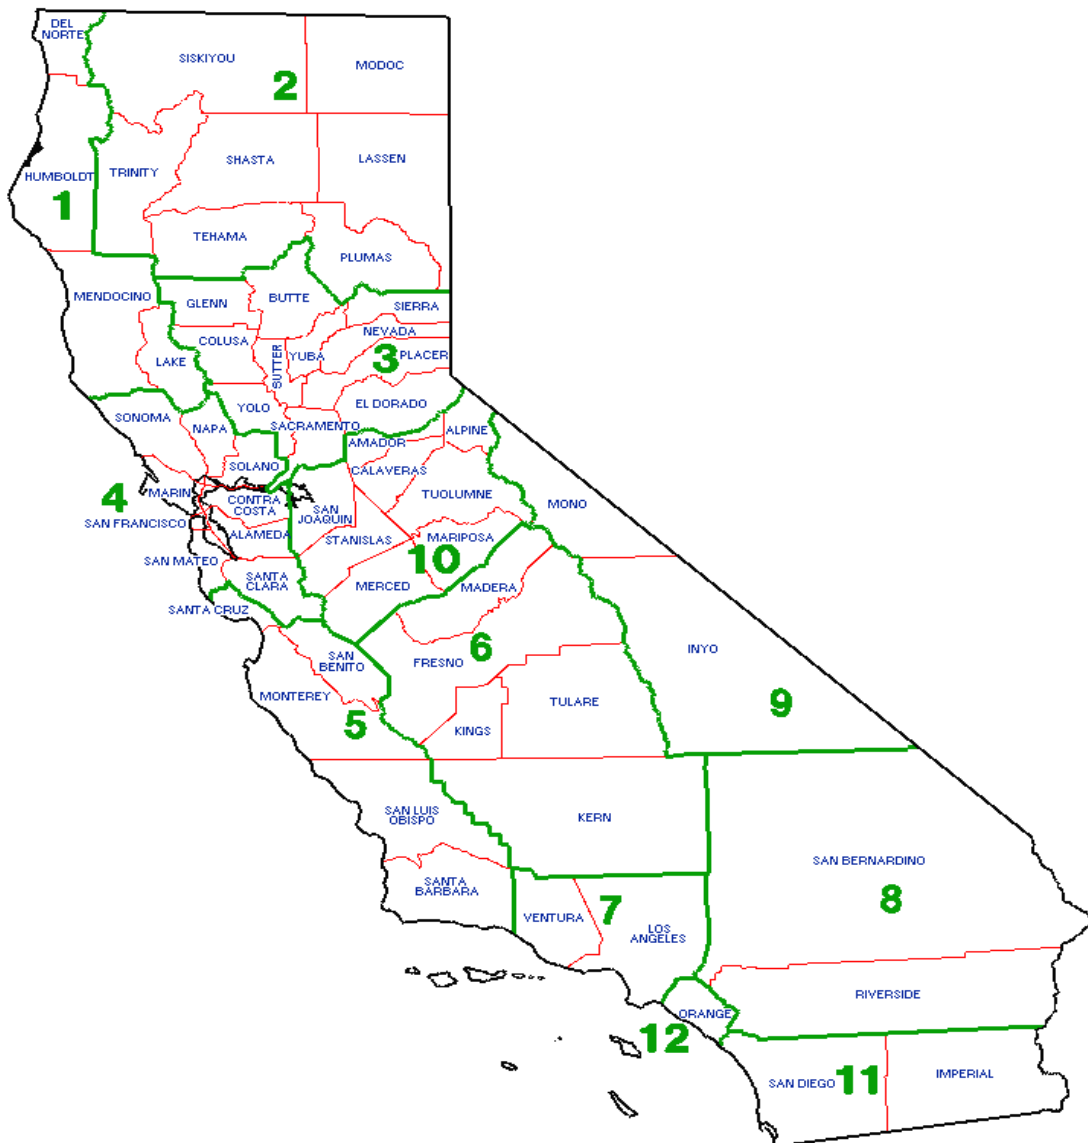 DEL
NORTE
SISKIYOU
MODOC
2
HUMBOLDT
1
TRINITY
SHASTA
LASSEN
TEHAMA
PLUMAS
MENDOCINO
GLENN
BUTTE
SIERRA
COLUSA
NEVADA
LAKE
SUTTER
YUBA
3
PLACER
YOLO
EL DORADO
SONOMA
NAPA
SACRAMENTO
ALPINE
AMADOR
SOLANO
CALAVERAS
4
MARIN
CONTRA
COSTA
SAN
JOAQUIN
TUOLUMNE
MONO
SAN FRANCISCO
ALAMEDA
STANISLAS
MARIPOSA
10
SAN MATEO
SANTA
CLARA
MERCED
MADERA
SANTA CRUZ
SAN
BENITO
FRESNO
6
INYO
MONTEREY
5
KINGS
TULARE
9
SAN LUIS
OBISPO
KERN
SAN BERNARDINO
8
SANTA
BARBARA
VENTURA
7
LOS
ANGELES
RIVERSIDE
ORANGE
12
SAN DIEGO
11
IMPERIAL